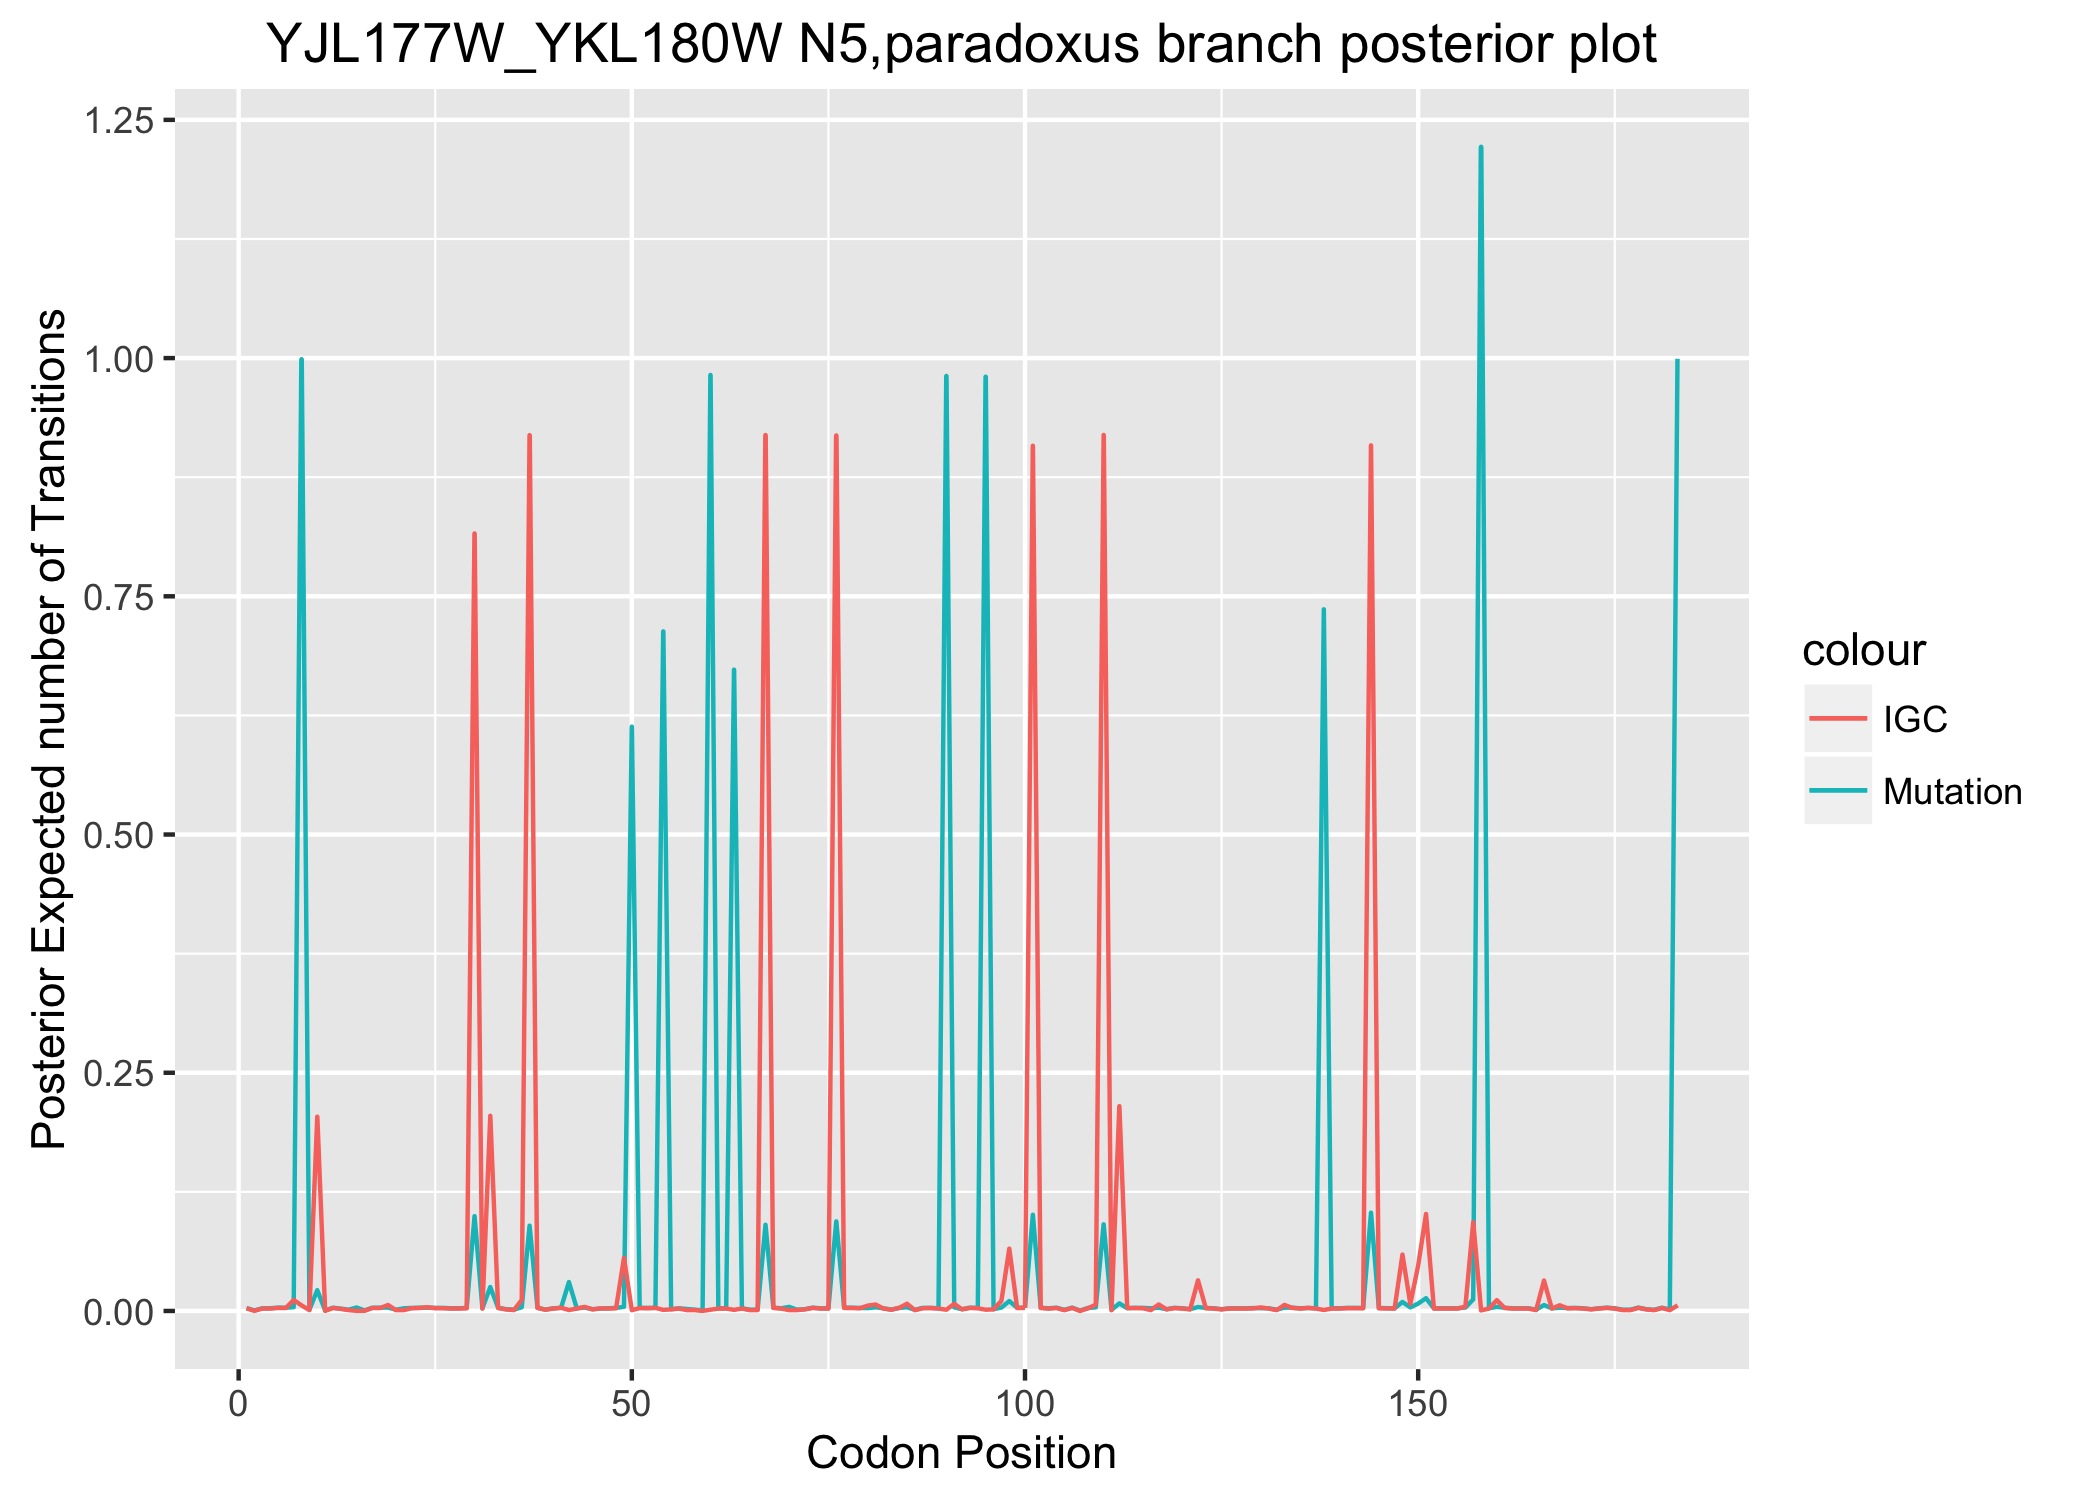 YJL177W_YKL180W N5,paradoxus branch posterior plot
Posterior Expected number of Transitions
1.25
1.00
0.75
0.50
0.25
0.00
0 50 100 150
Codon Position
colour
IGC
Mutation